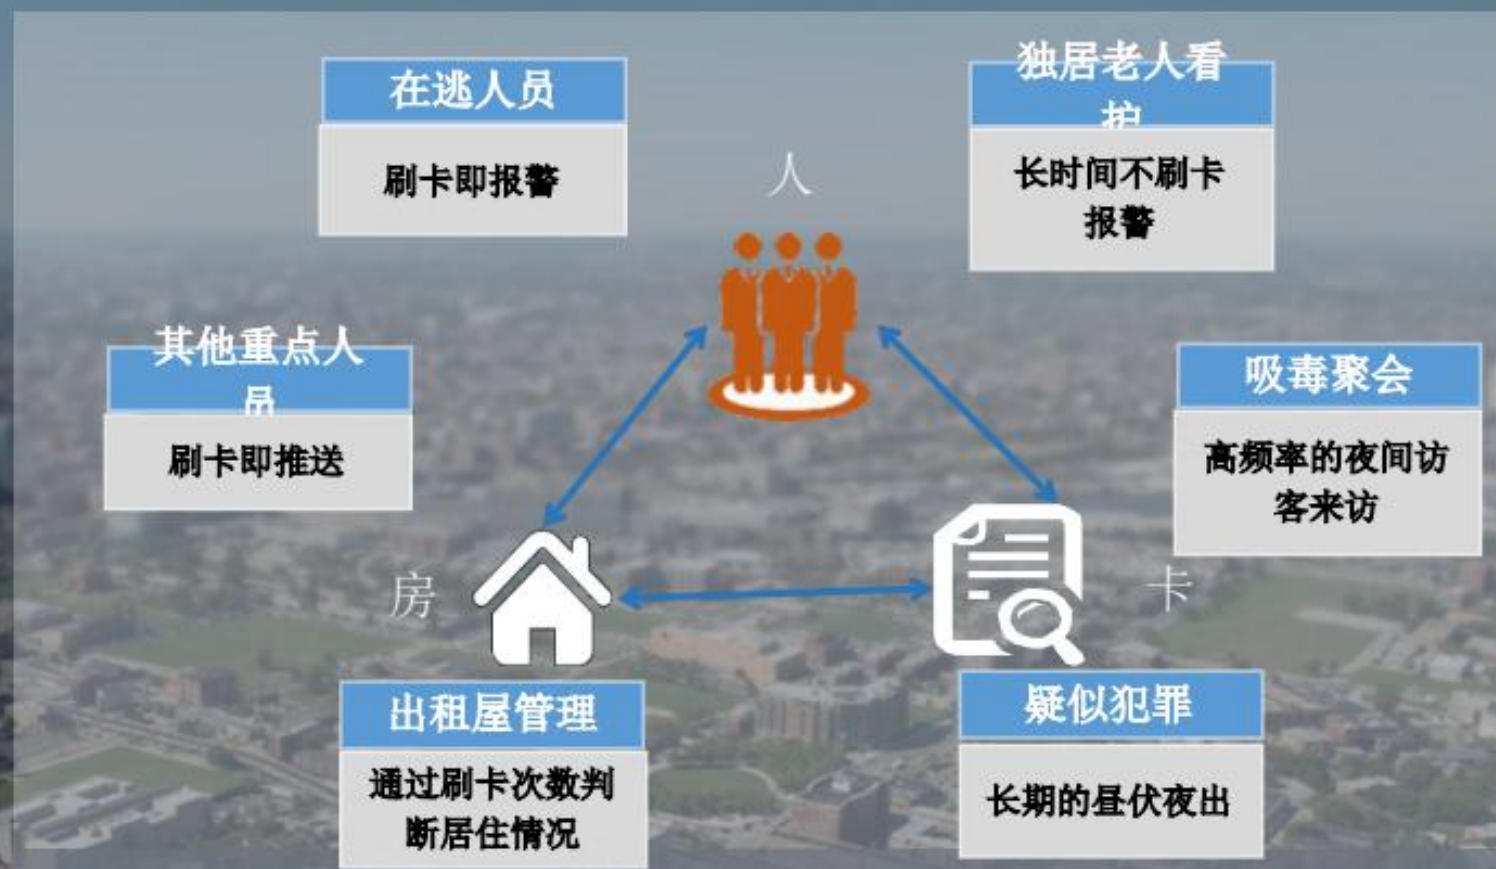 在逃人员
刷卡即报警
独居老人看
护
长时间不刷卡
报警
人
其他重点人
员
刷卡即推送
吸毒聚会
高频率的夜间访
客来访
房
卡
出租屋管理
通过刷卡次数判
断居住情况
疑似犯罪
长期的昼伏夜出